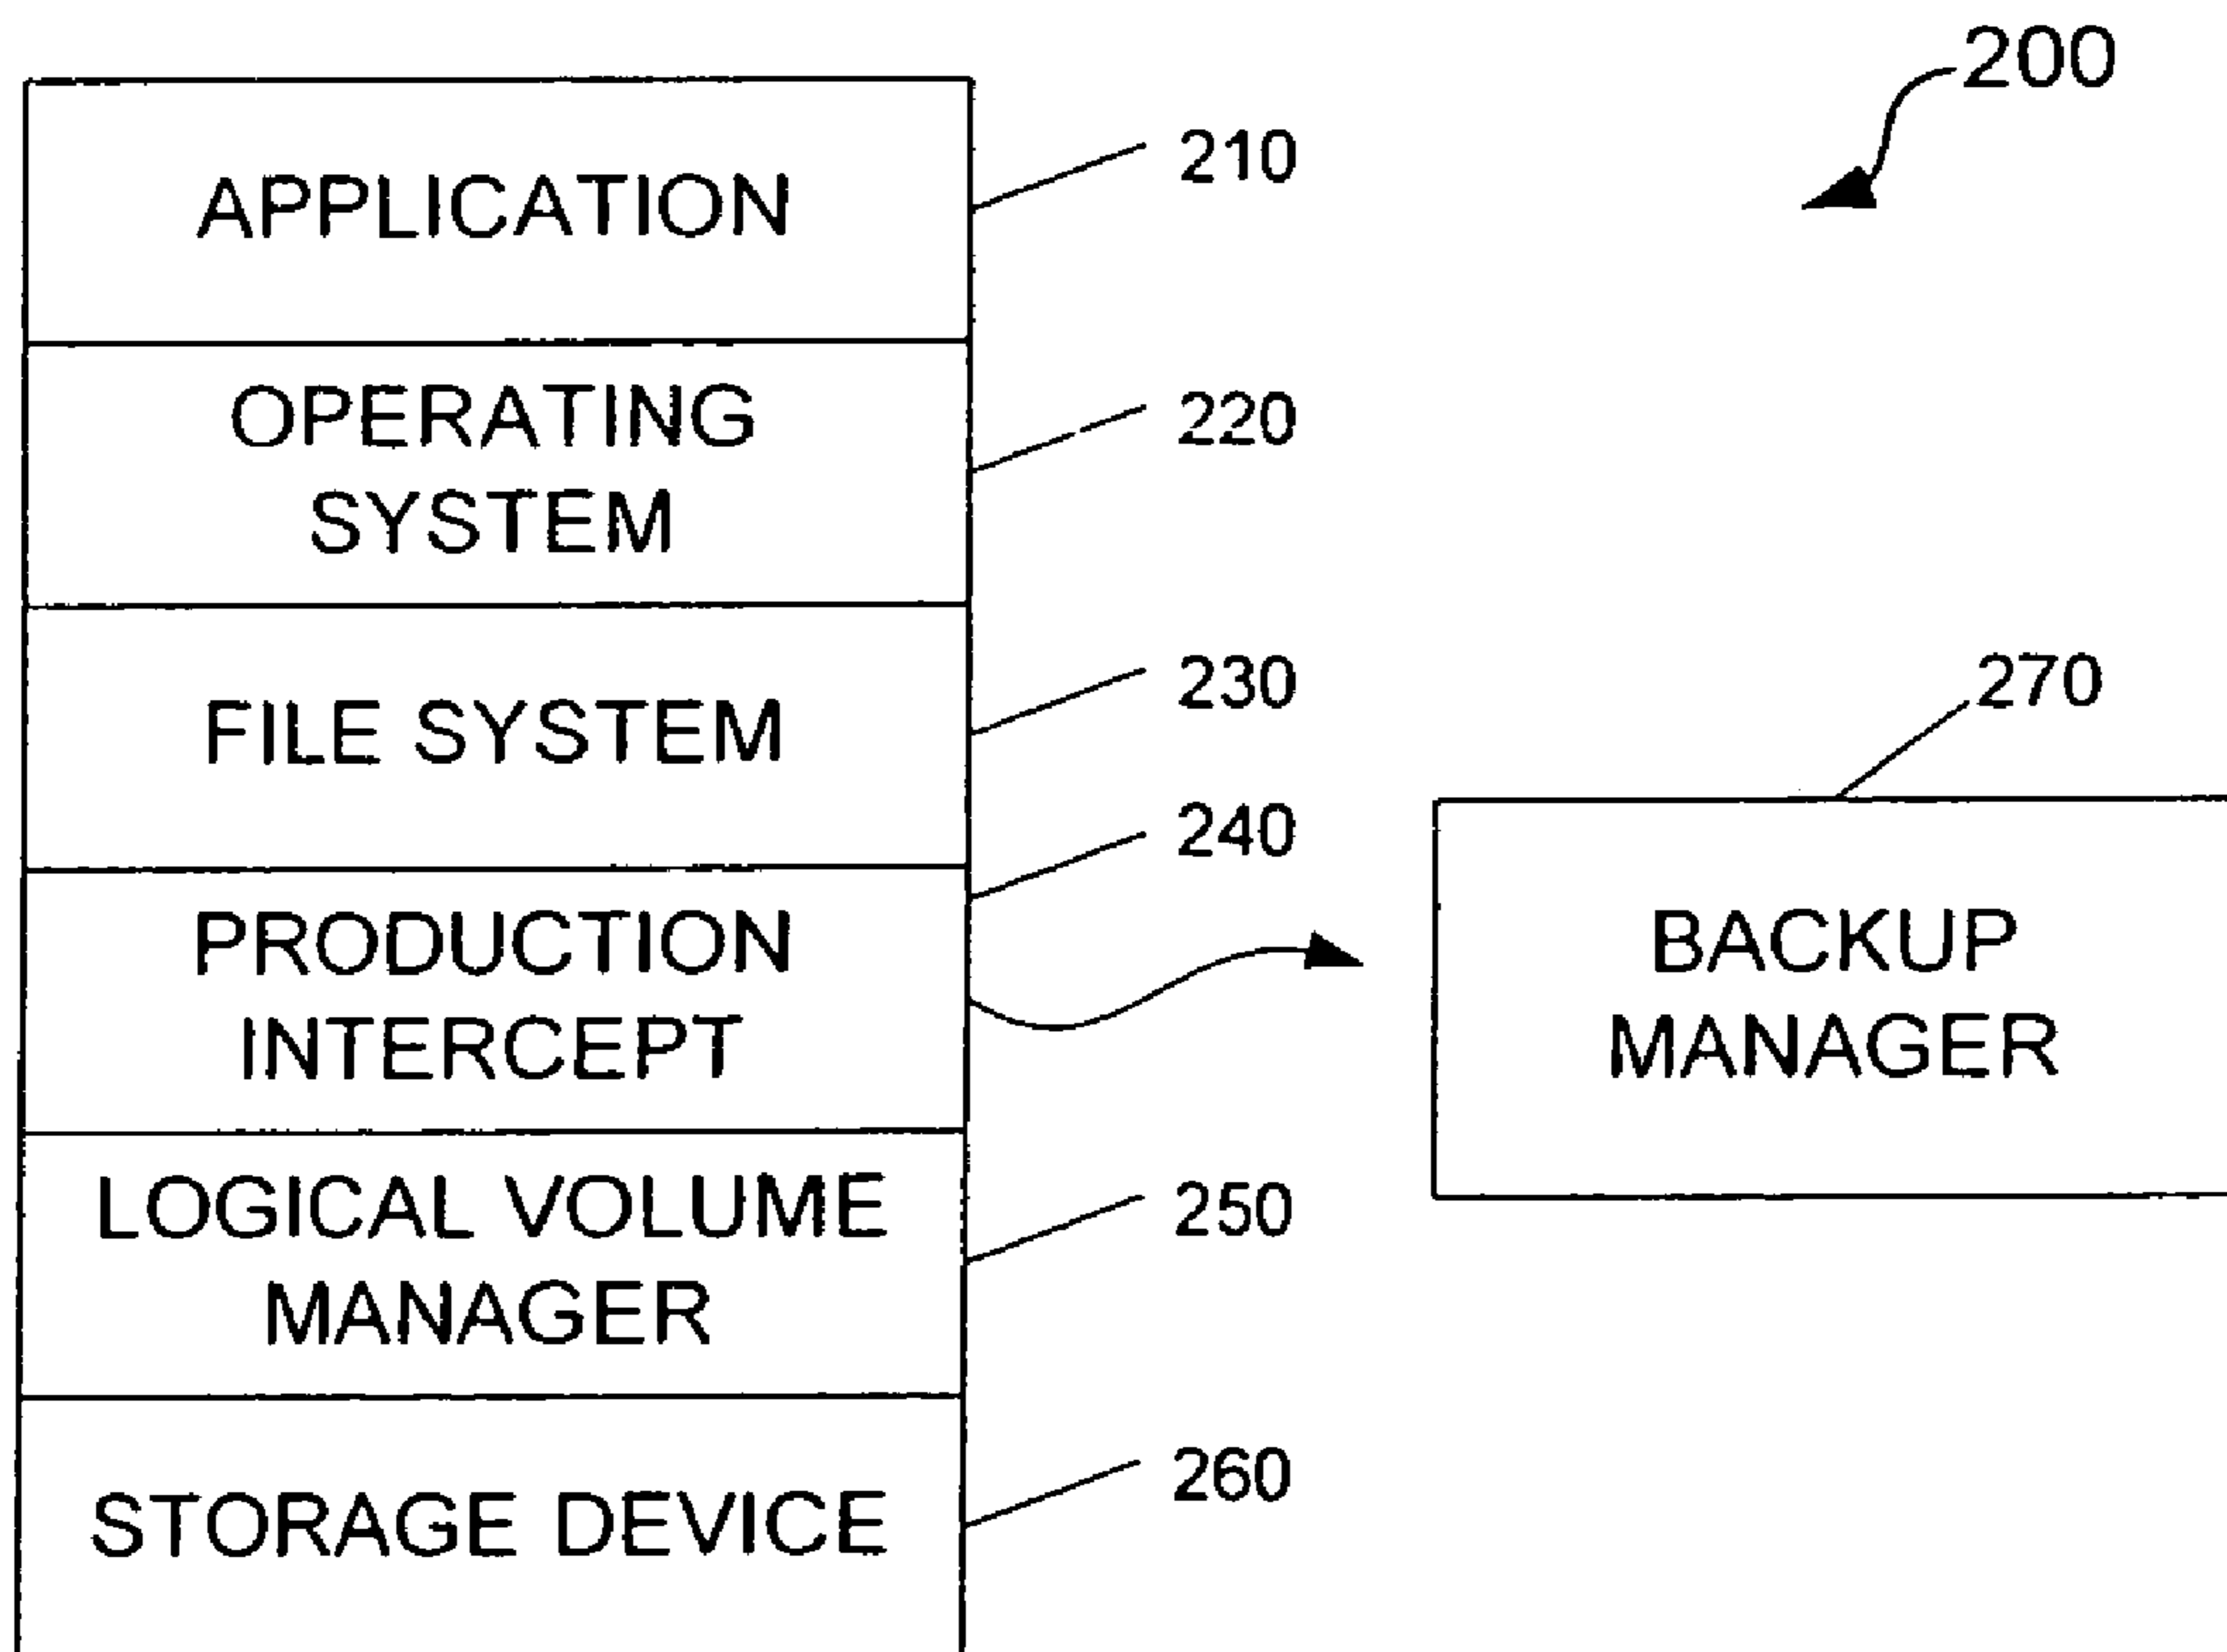 200
APPLICATION
210
OPERATING
SYSTEM
220
FILE SYSTEM
230
270
240
PRODUCTION
INTERCEPT
BACKUP
MANAGER
LOGICAL VOLUME
MANAGER
250
STORAGE DEVICE
260